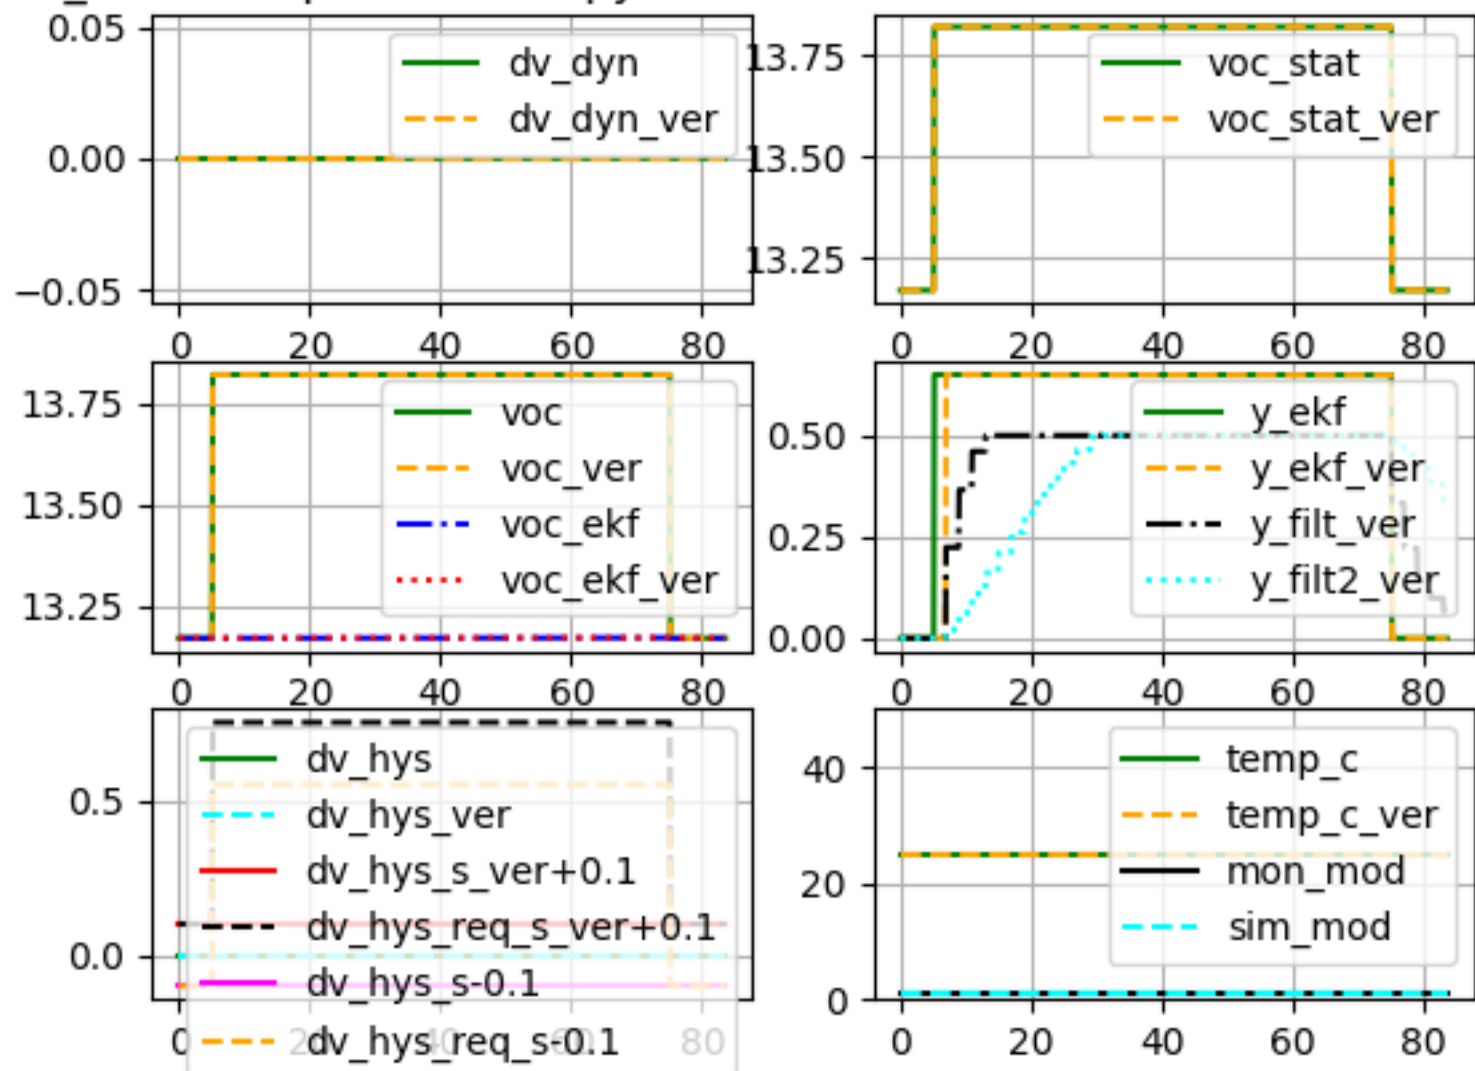 0.05
0.00
−0.05
dv_dyn
dv_dyn_ver
0 20 40 60 80
13.75
13.50
13.25
voc_stat
voc_stat_ver
0 20 40 60 80
13.75
13.50
13.25
voc
voc_ver
voc_ekf
voc_ekf_ver
0 20 40 60 80
0.50
0.25
0.00
y_ekf
y_ekf_ver
y_filt_ver
y_filt2_ver
0 20 40 60 80
0.5
0.0
dv_hys
dv_hys_ver
dv_hys_s_ver+0.1
dv_hys_req_s_ver+0.1
dv_hys_s-0.1
dv_hys_req_s-0.1
0 20 40 60 80
40
20
0
temp_c
temp_c_ver
mon_mod
sim_mod
0 20 40 60 80